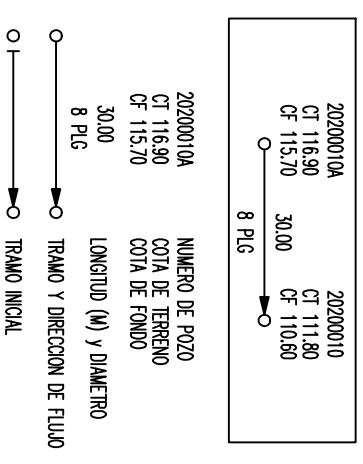 20200010A
CT 116.90
CF 115.70
20200010
CT 111.80
CF 110.60
30.00
8 PLG
20200010A NUMERO DE POZO
CT 116.90 COTA DE TERRENO
CF 115.70 COTA DE FONDO
30.00
8 PLG
LONGITUD (M) y DIAMETRO
TRAMO Y DIRECCION DE FLUJO
TRAMO INICIAL